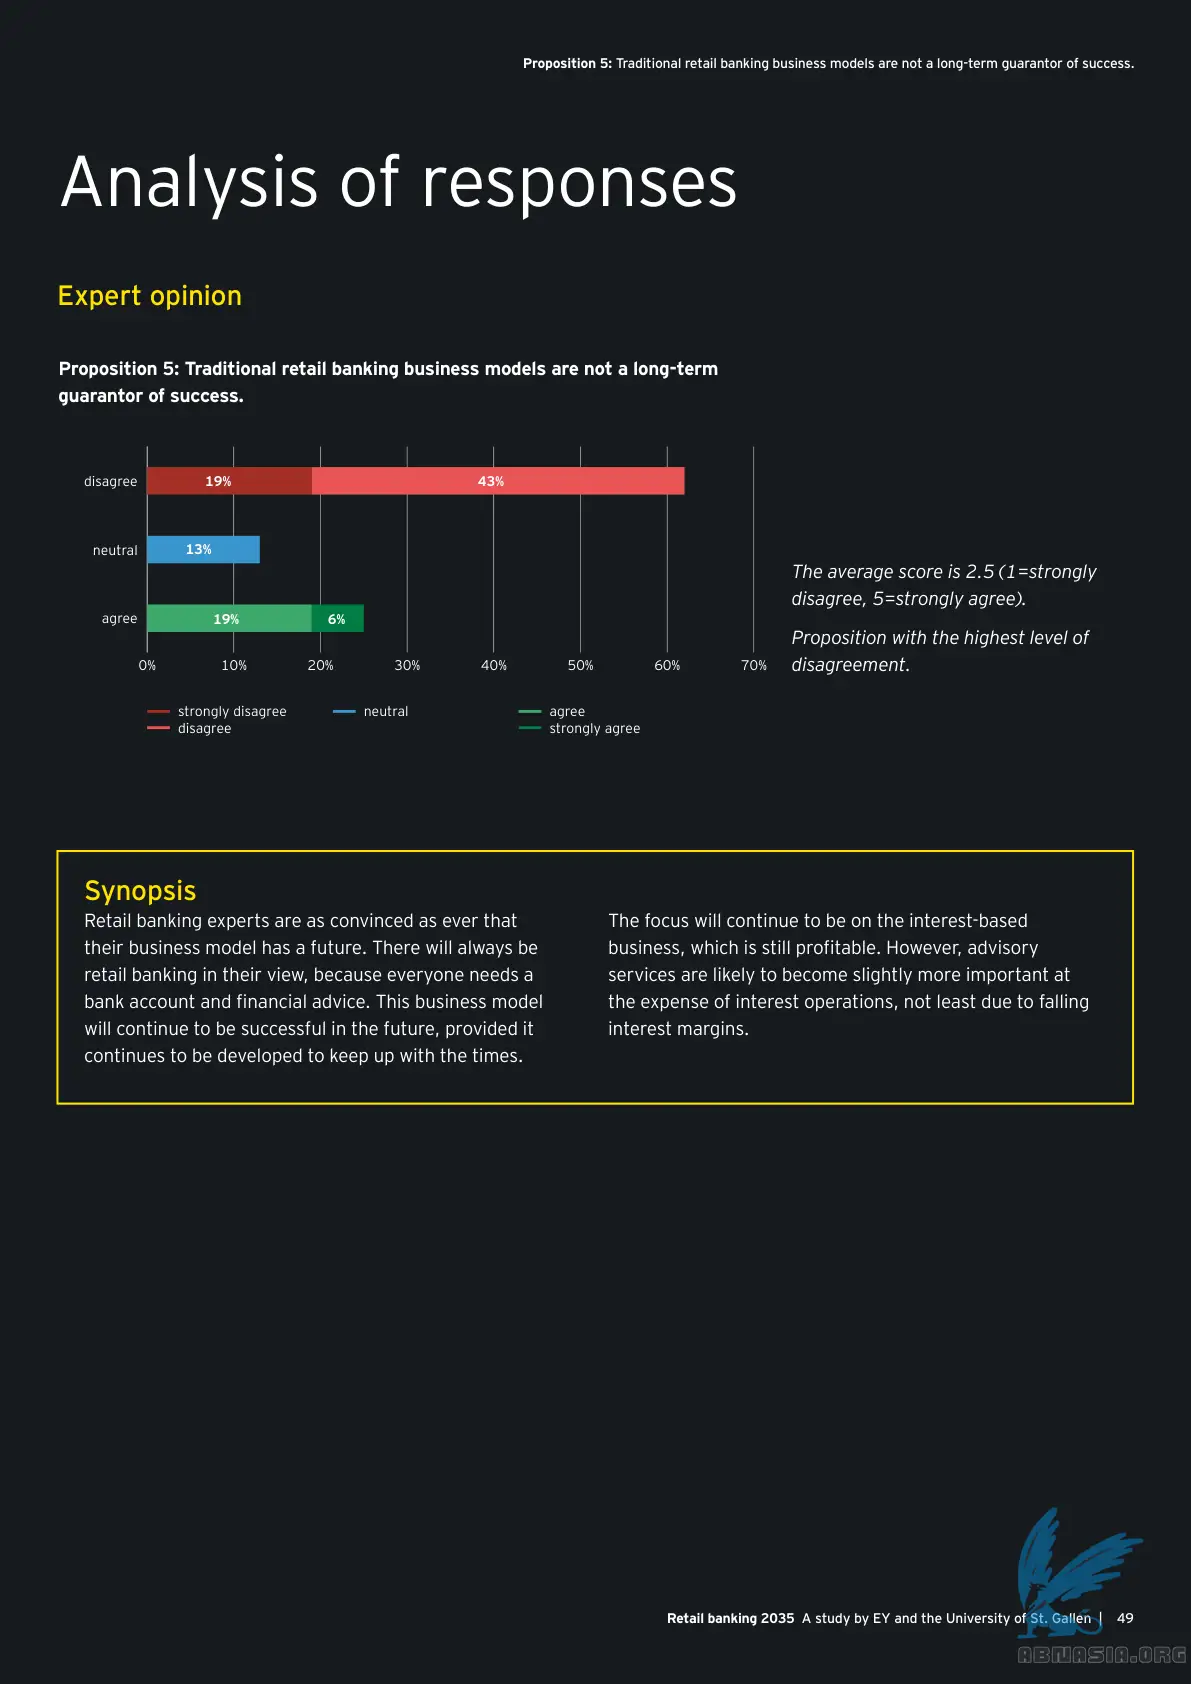 Proposition 5: Traditional retail banking business models are not a long-term guarantor of success.
Analysis of responses
Expert opinion
Proposition 5: Traditional retail banking business models are not a long-term
guarantor of success.
disagree 19% 43%
neutral 13%
agree 19% 6%
0% 10% 20% 30% 40% 50% 60% 70%
strongly disagree neutral agree
disagree strongly agree
The average score is 2.5 (1=strongly
disagree, 5=strongly agree).
Proposition with the highest level of
disagreement.
Synopsis
Retail banking experts are as convinced as ever that
their business model has a future. There will always be
retail banking in their view, because everyone needs a
bank account and financial advice. This business model
will continue to be successful in the future, provided it
continues to be developed to keep up with the times.
The focus will continue to be on the interest-based
business, which is still profitable. However, advisory
services are likely to become slightly more important at
the expense of interest operations, not least due to falling
interest margins.
Retail banking 2035 A study by EY and the University of St. Gallen | 49
ABNASIA.ORG